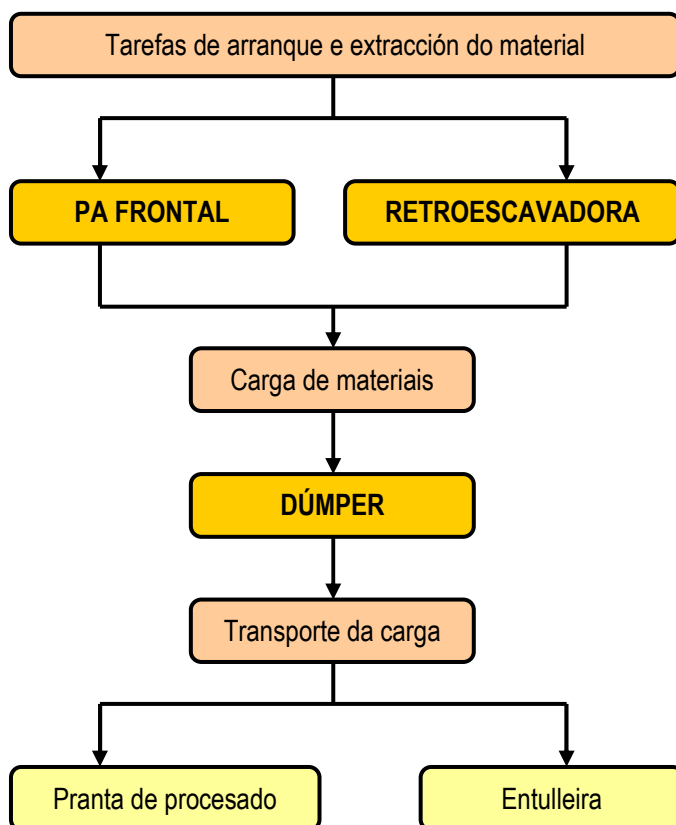 Tarefas de arranque e extracción do material
PA FRONTAL
RETROESCAVADORA
Carga de materiais
DÚMPER
Transporte da carga
Pranta de procesado
Entulleira